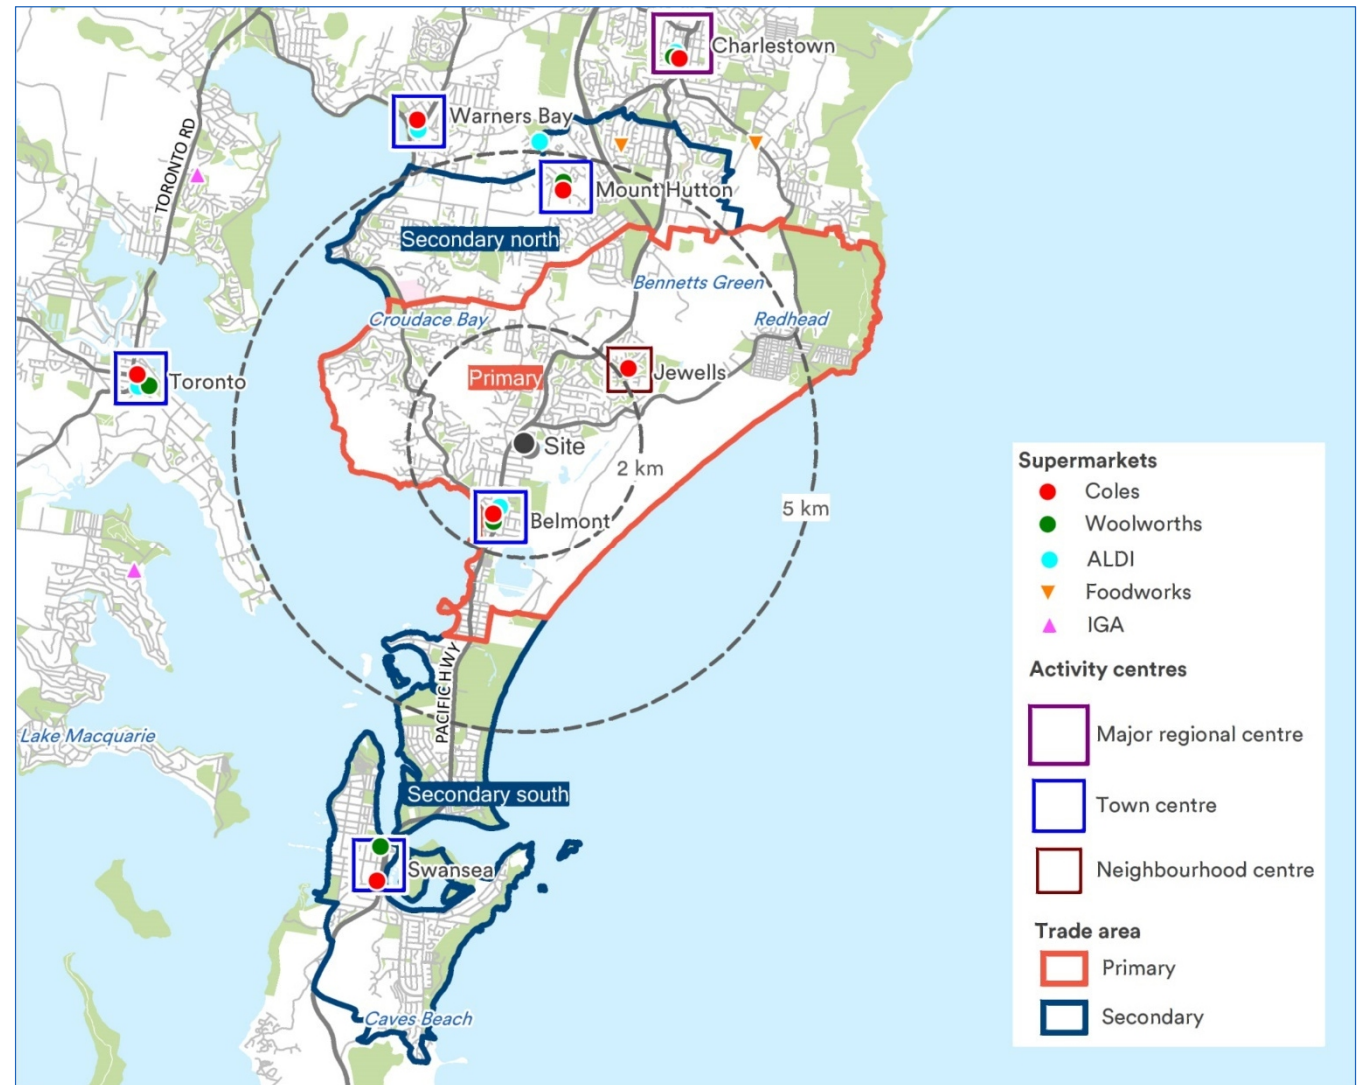 Charlestown
Warners Bay
TORONTO RD
Mount Hutton
Secondary north
Bennetts Green
Croudace Bay
Redhead
Primary
Jewells
Toronto
Site
2 km
5 km
Belmont
PACIFIC HWY
Lake Macquarie
Secondary south
Swansea
Caves Beach
Supermarkets
Coles
Woolworths
ALDI
Foodworks
IGA
Activity centres
Major regional centre
Town centre
Neighbourhood centre
Trade area
Primary
Secondary